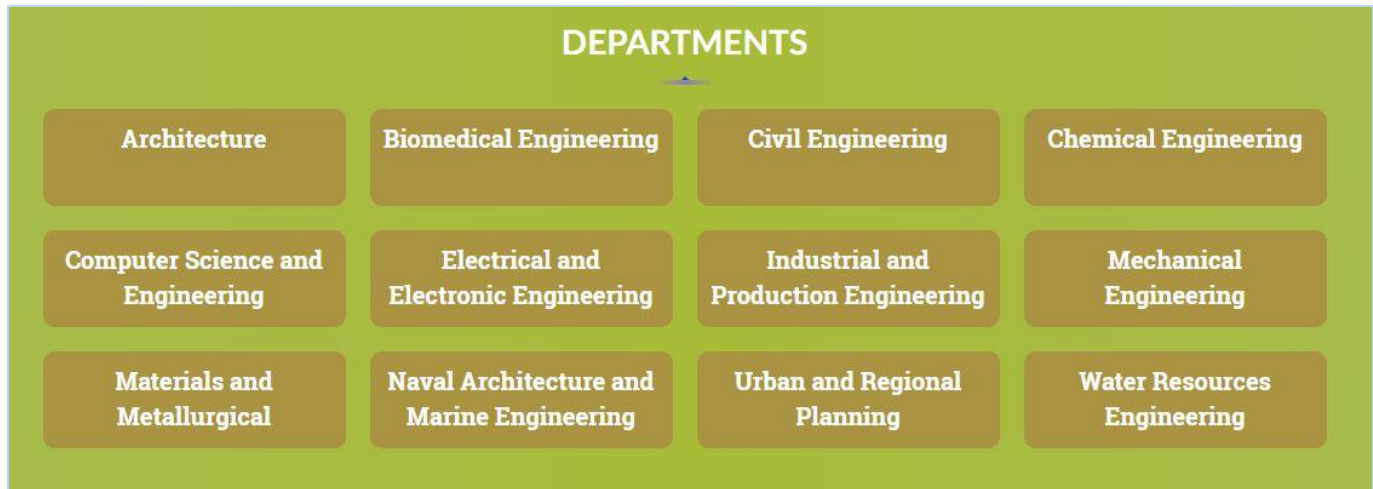 DEPARTMENTS
Architecture
Biomedical Engineering
Civil Engineering
Chemical Engineering
Computer Science and
Engineering
Electrical and
Electronic Engineering
Industrial and
Production Engineering
Mechanical
Engineering
Materials and
Metallurgical
Naval Architecture and
Marine Engineering
Urban and Regional
Planning
Water Resources
Engineering